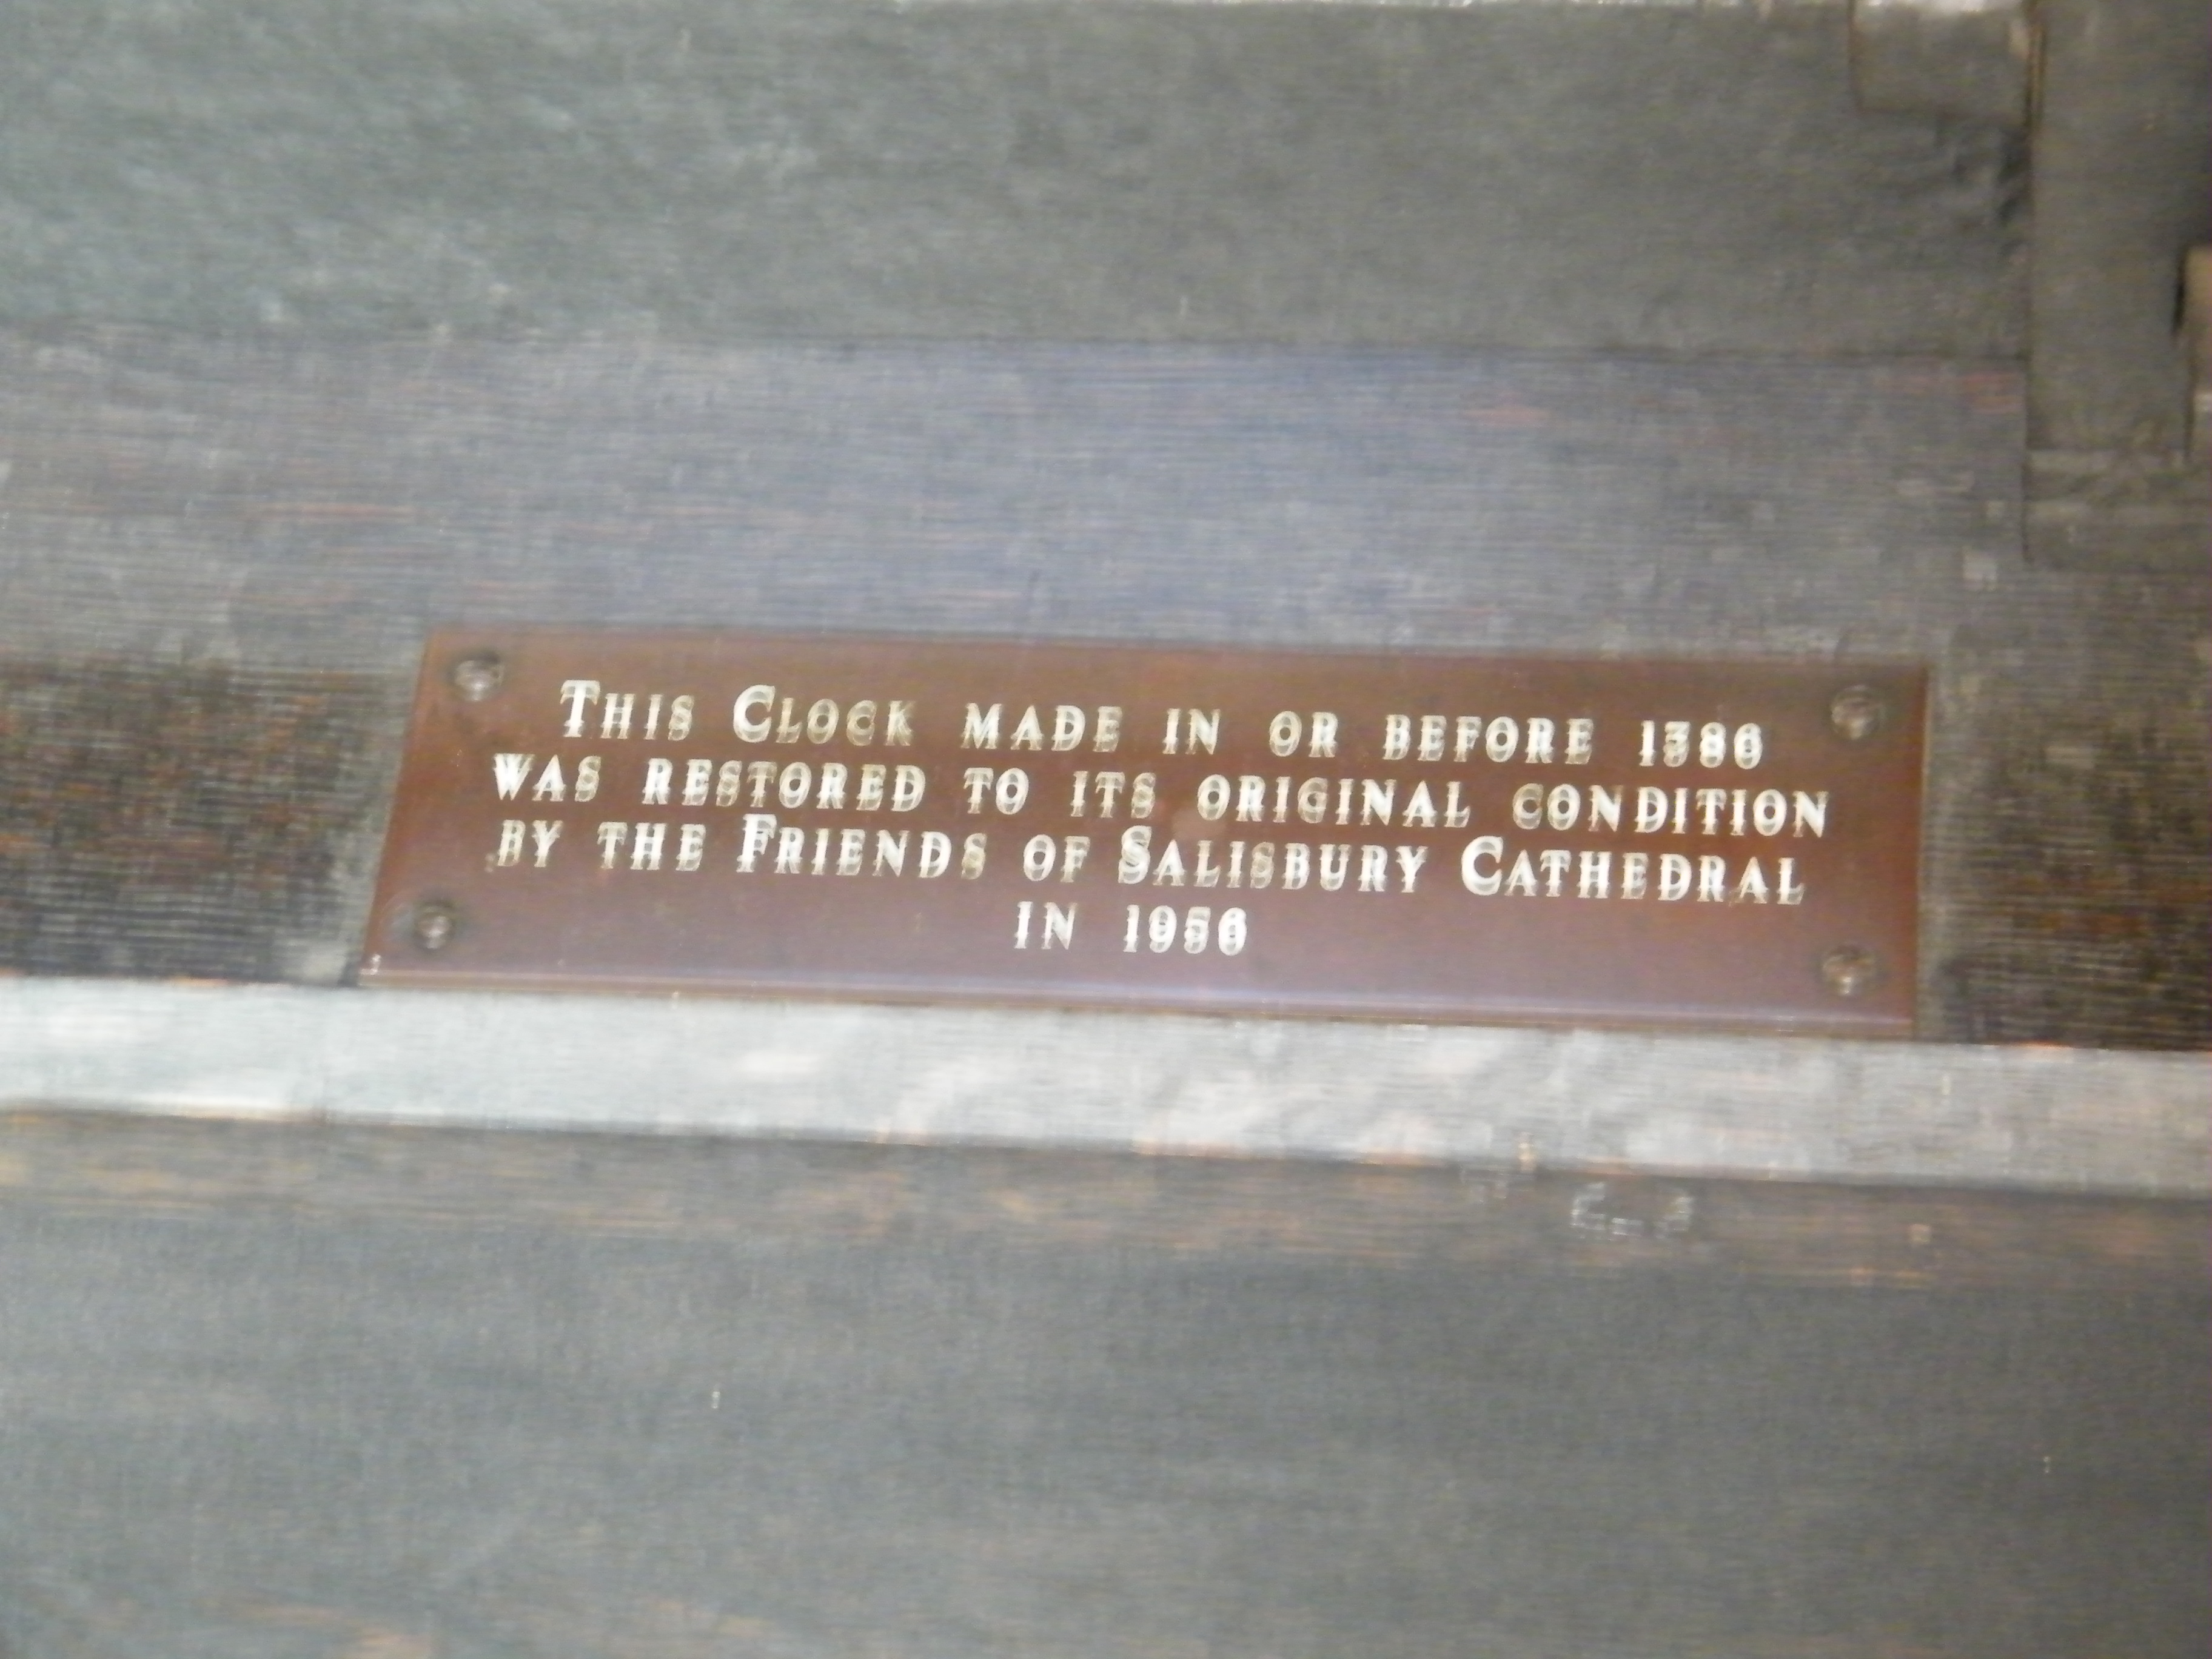 This Clock made in or before 1386
was restored to its original condition
by the Friends of Salisbury Cathedral
in 1956